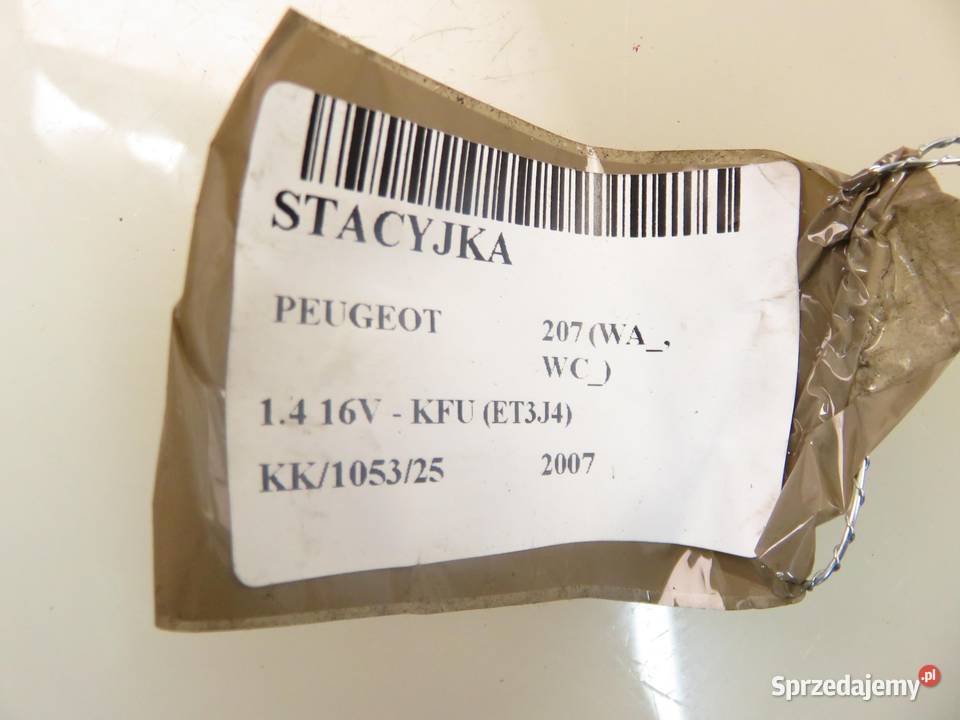 STACYJKA
PEUGEOT 207 (WA_,
WC_)
1.4 16V - KFU (ET3J4)
KK/1053/25 2007
Sprzedajemy.pl